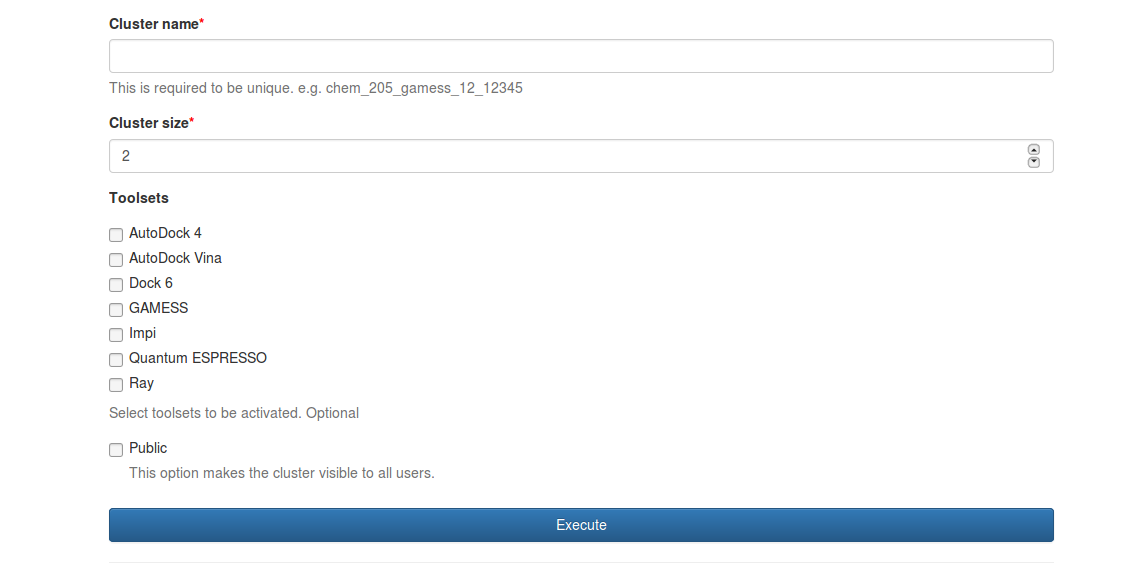 Cluster name*
This is required to be unique. e.g. chem_205_gamess_12_12345
Cluster size*
2
Toolsets
AutoDock 4
AutoDock Vina
Dock 6
GAMESS
Impi
Quantum ESPRESSO
Ray
Select toolsets to be activated. Optional
Public
This option makes the cluster visible to all users.
Execute